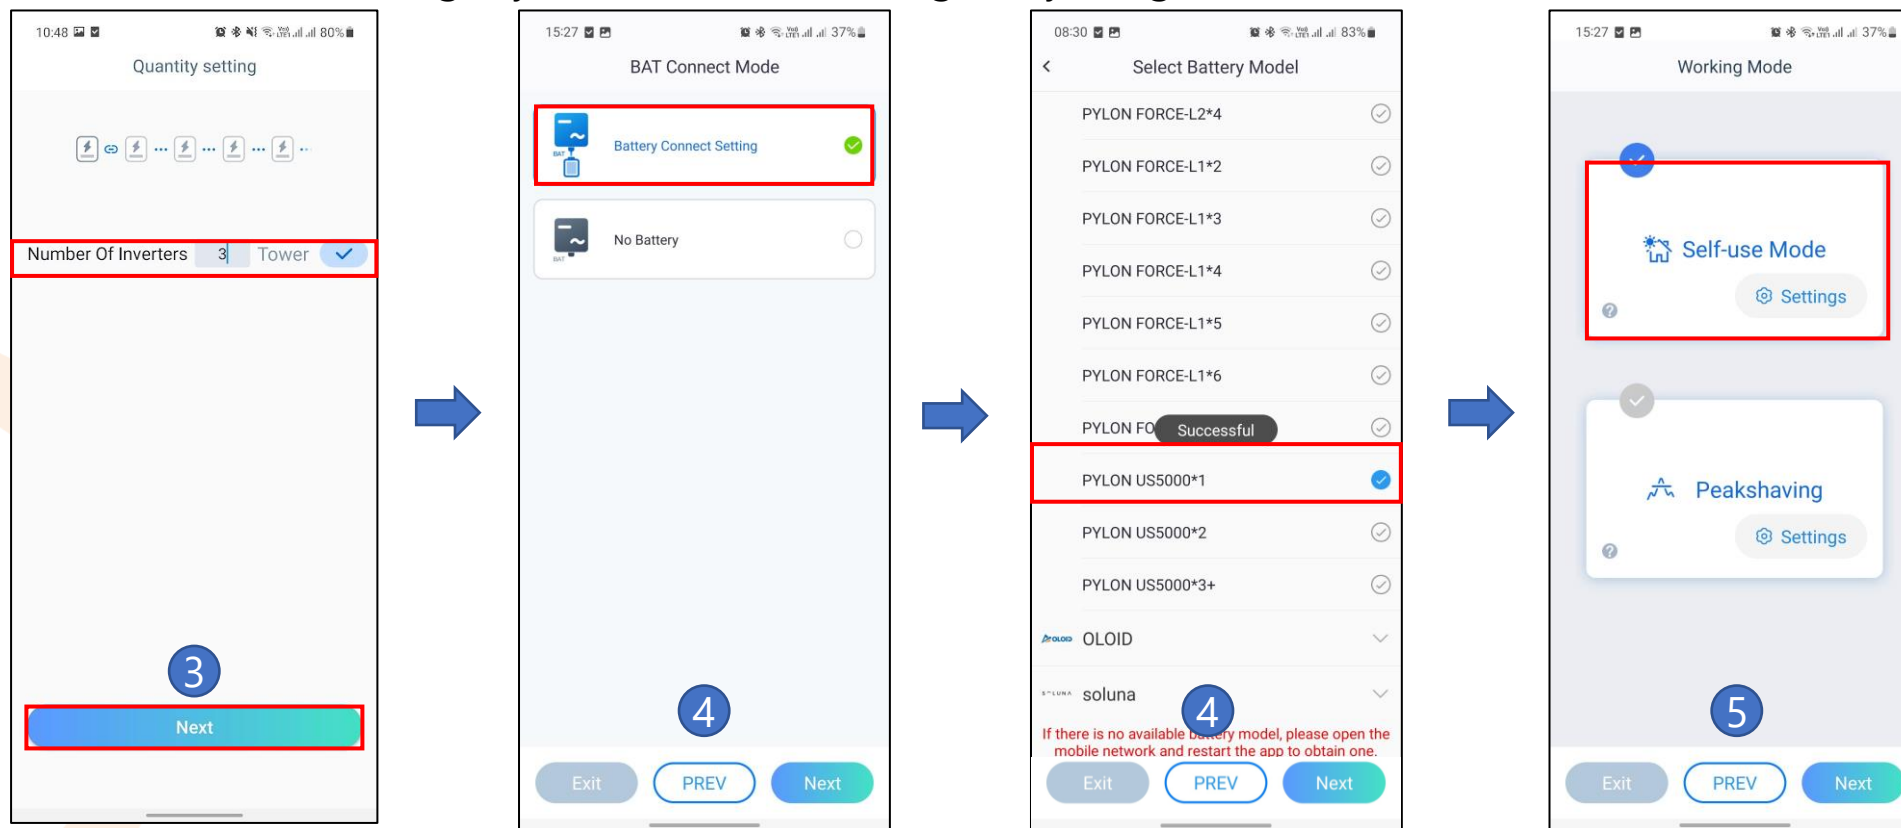 10:48 80%
Quantity setting
Number Of Inverters 3 Tower
3
Next
15:27 37%
BAT Connect Mode
BAT
Battery Connect Setting
BAT
No Battery
4
Exit PREV Next
08:30 83%
Select Battery Model
PYLON FORCE-L2*4
PYLON FORCE-L1*2
PYLON FORCE-L1*3
PYLON FORCE-L1*4
PYLON FORCE-L1*5
PYLON FORCE-L1*6
PYLON FO
Successful
PYLON US5000*1
PYLON US5000*2
PYLON US5000*3+
OLOID
soluna
4
If there is no available battery model, please open the
mobile network and restart the app to obtain one.
Exit PREV Next
15:27 37%
Working Mode
Self-use Mode
Settings
?
Peakshaving
Settings
?
5
Exit PREV Next